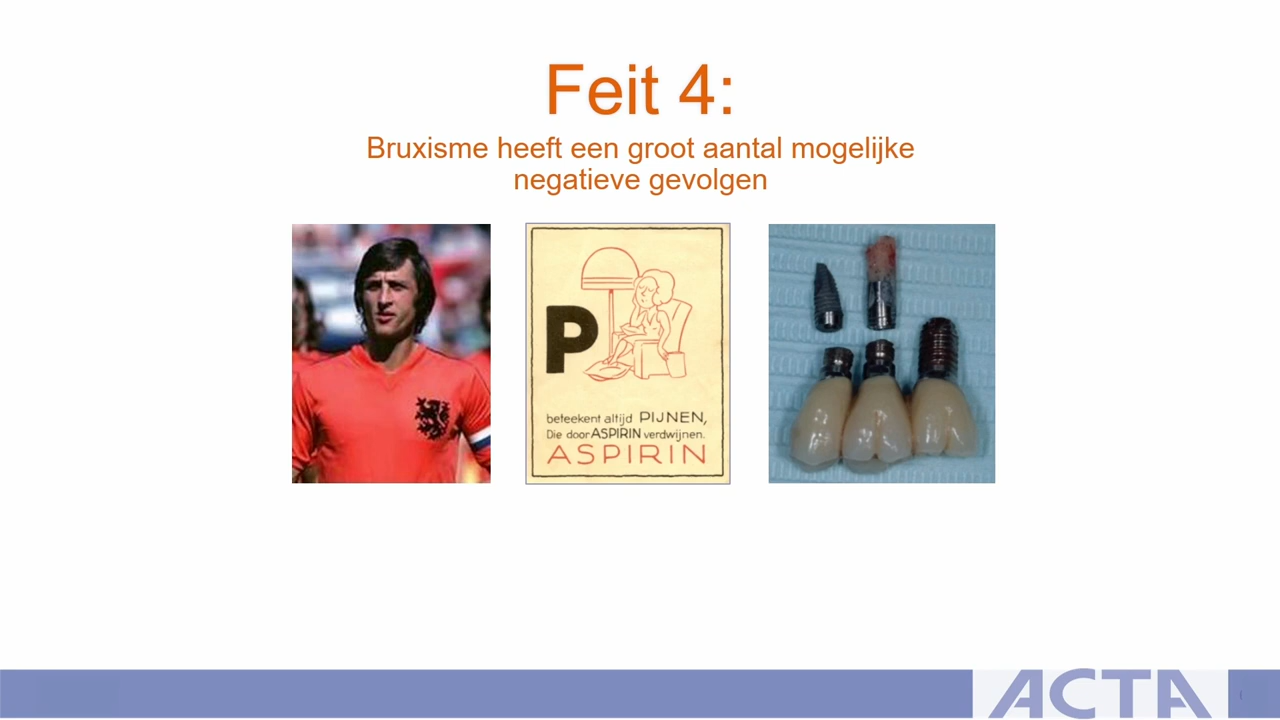 Feit 4:
Bruxisme heeft een groot aantal mogelijke
negatieve gevolgen
P
beteekent altijd PIJNEN,
Die door ASPIRIN verdwijnen.
ASPIRIN
ACTA